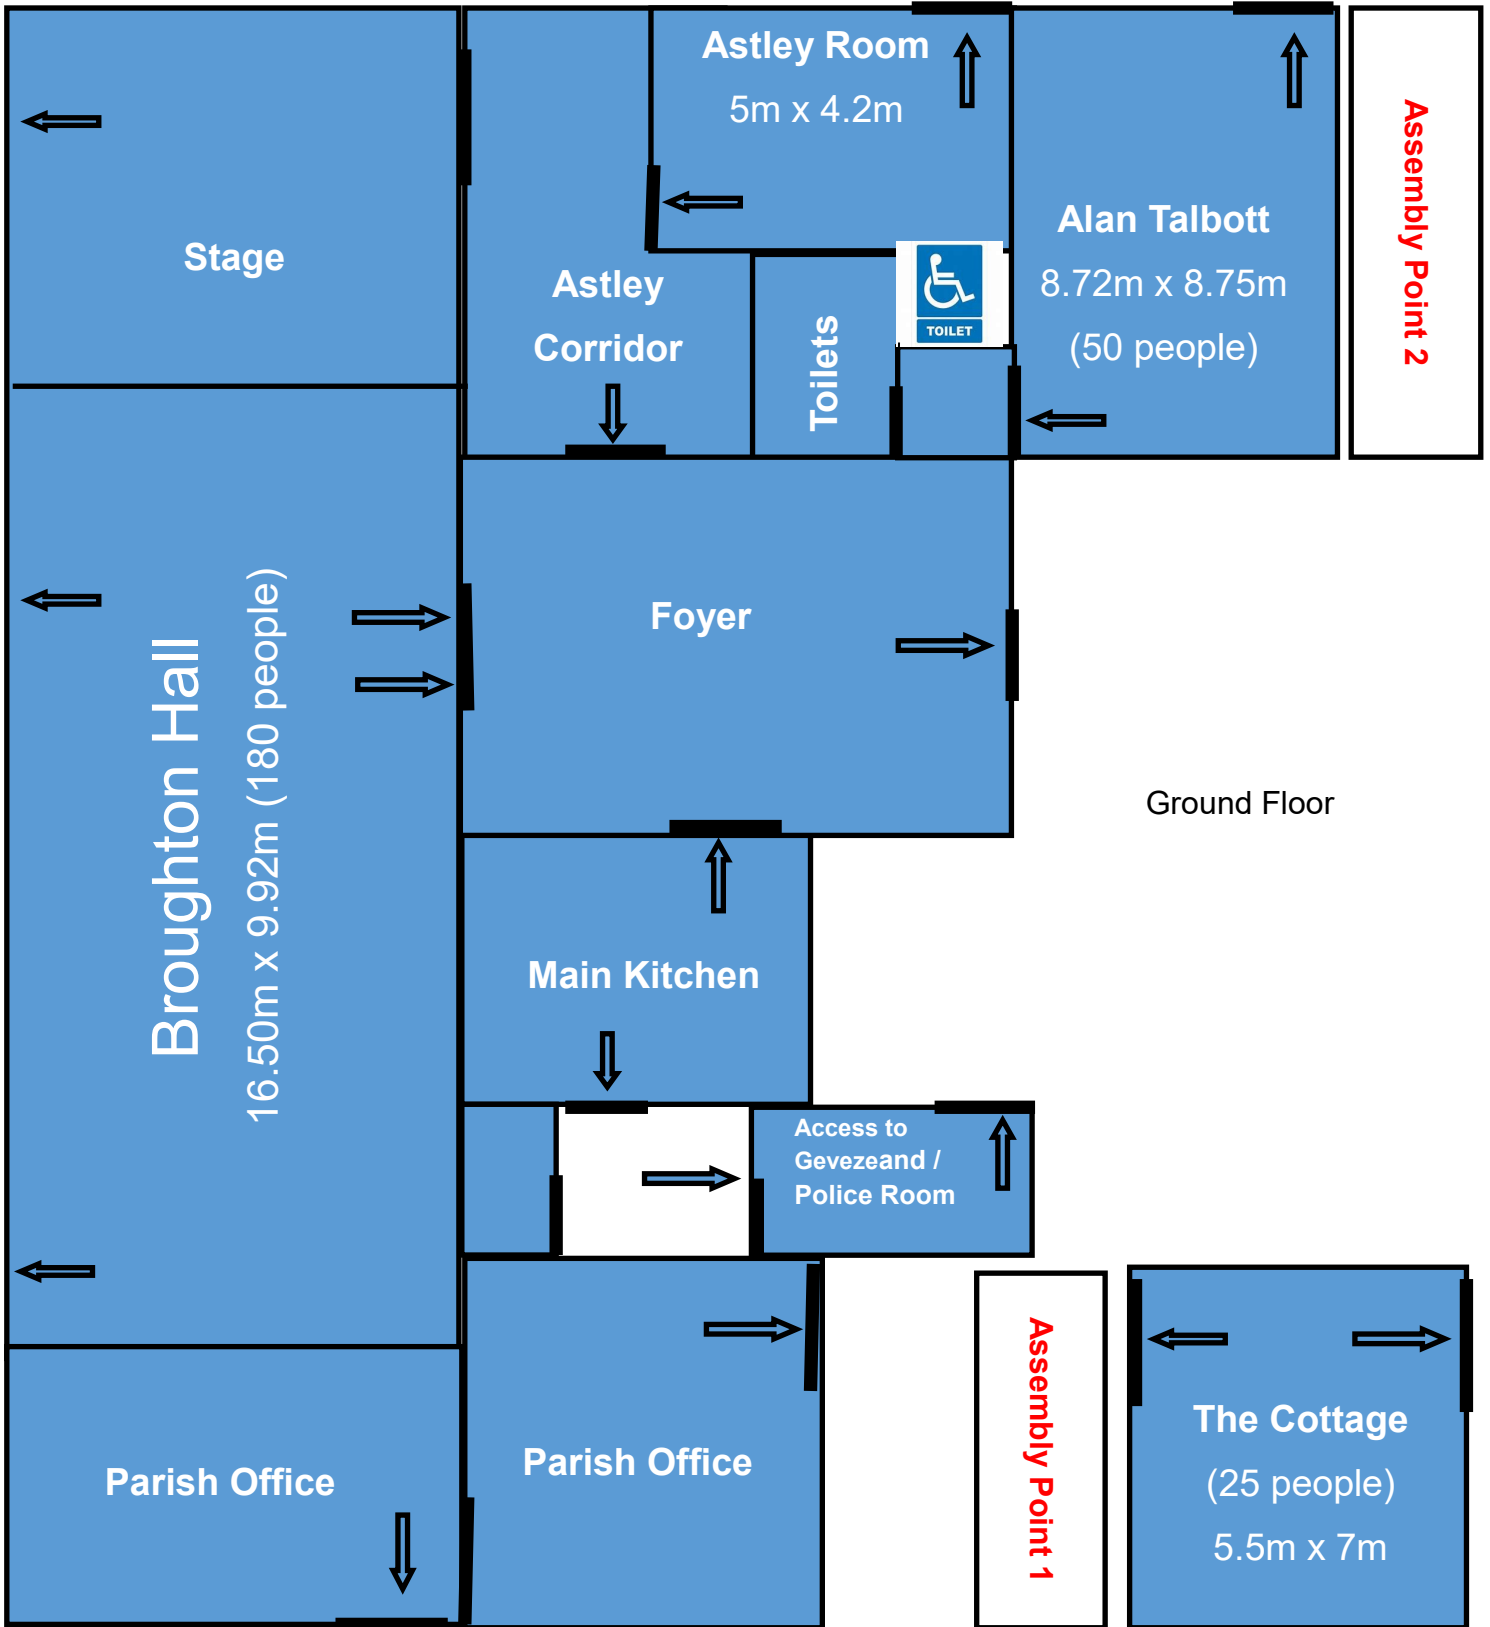 Astley Room
5m x 4.2m
Assembly Point 2
Alan Talbott
8.72m x 8.75m
(50 people)
Stage
Astley
Corridor
Toilets
TOILET
Foyer
Broughton Hall
16.50m x 9.92m (180 people)
Ground Floor
Main Kitchen
Access to
Gevezeand /
Police Room
Parish Office
Parish Office
Assembly Point 1
The Cottage
(25 people)
5.5m x 7m